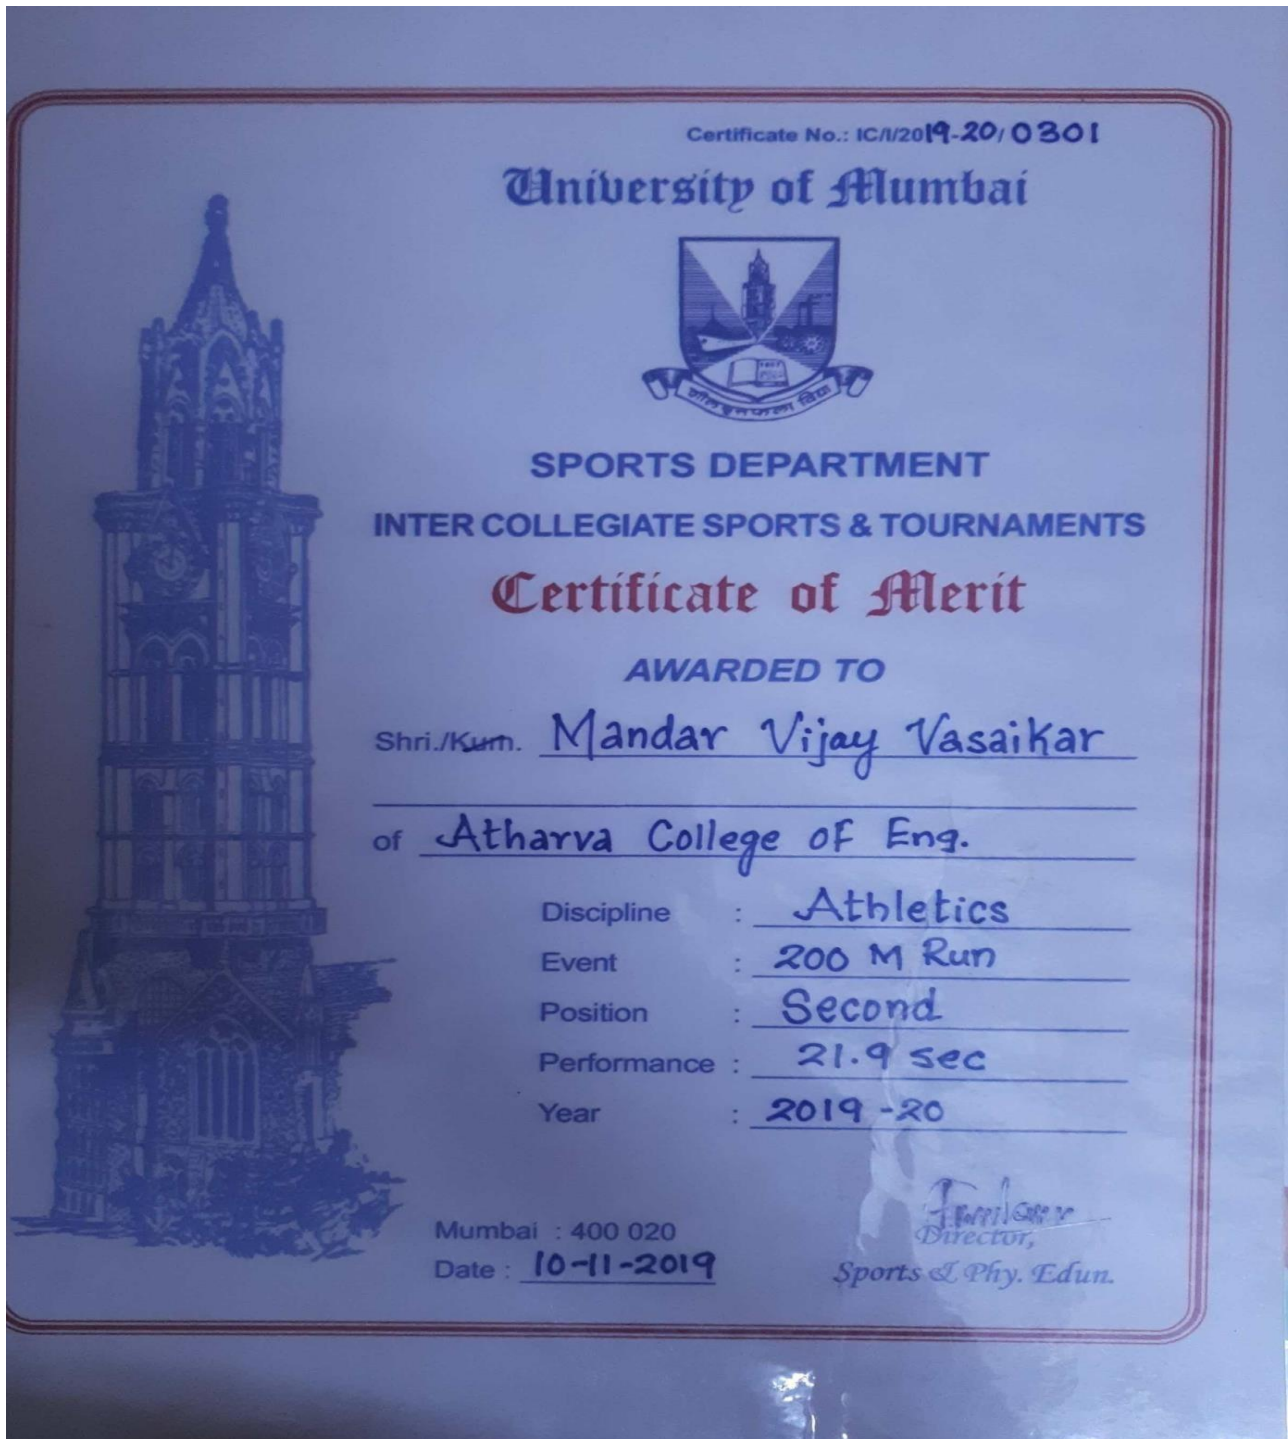 Certificate No.: IC/I/2019-20/0301
University of Mumbai
SPORTS DEPARTMENT
INTER COLLEGIATE SPORTS & TOURNAMENTS
Certificate of Merit
AWARDED TO
Shri./Kum. Mandar Vijay Vasaikar
of Atharva College of Eng.
Discipline : Athletics
Event : 200 M Run
Position : Second
Performance : 21.9 sec
Year : 2019-20
Mumbai : 400 020
Director,
Date : 10-11-2019
Sports & Phy. Edun.